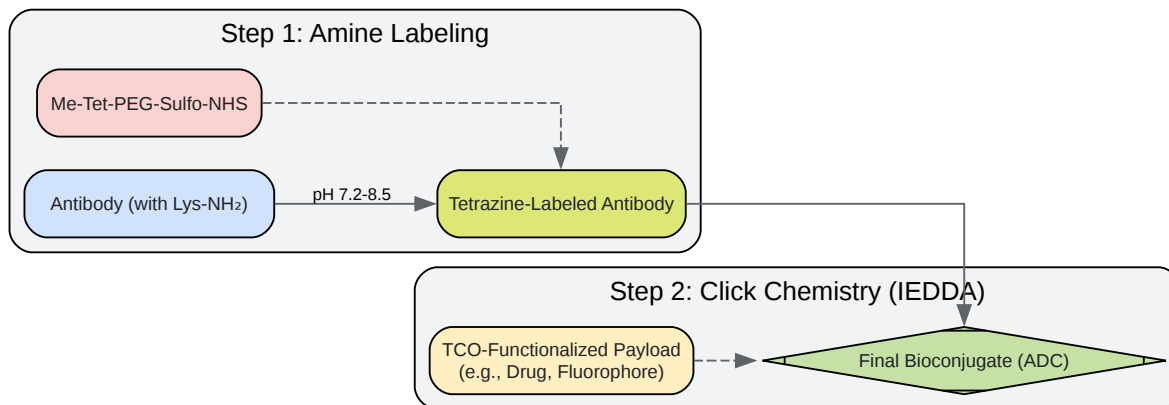 Step 1: Amine Labeling
Me-Tet-PEG-Sulfo-NHS
Antibody (with Lys-NH₂)
pH 7.2-8.5
Tetrazine-Labeled Antibody
Step 2: Click Chemistry (IEDDA)
TCO-Functionalized Payload
(e.g., Drug, Fluorophore)
Final Bioconjugate (ADC)